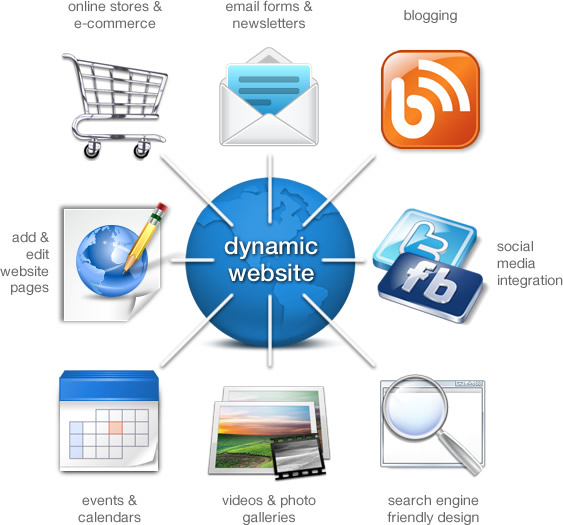 online stores &
e-commerce
email forms &
newsletters
blogging
add &
edit
website
pages
dynamic
website
fb
social
media
integration
events &
calendars
videos & photo
galleries
search engine
friendly design